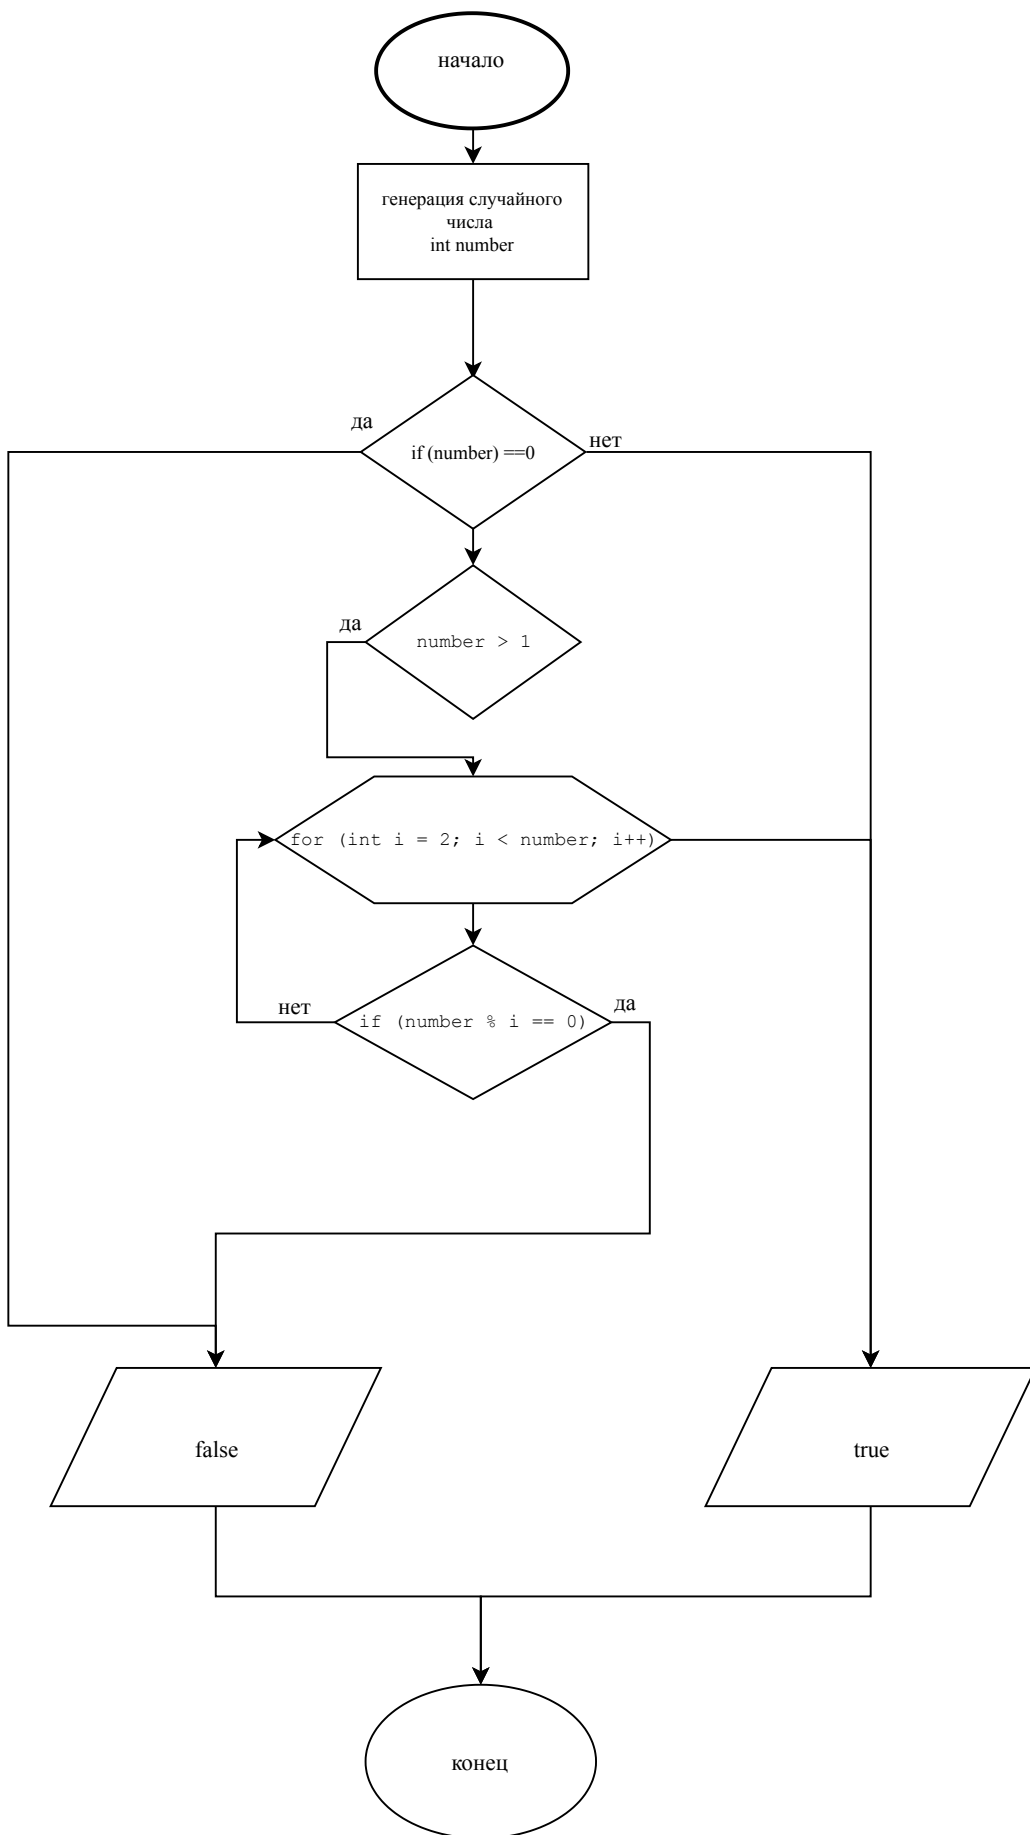 начало
генерация случайного
числа
int number
да
нет
if (number) ==0
да
number > 1
for (int i = 2; i < number; i++)
нет
да
if (number % i == 0)
false
true
конец